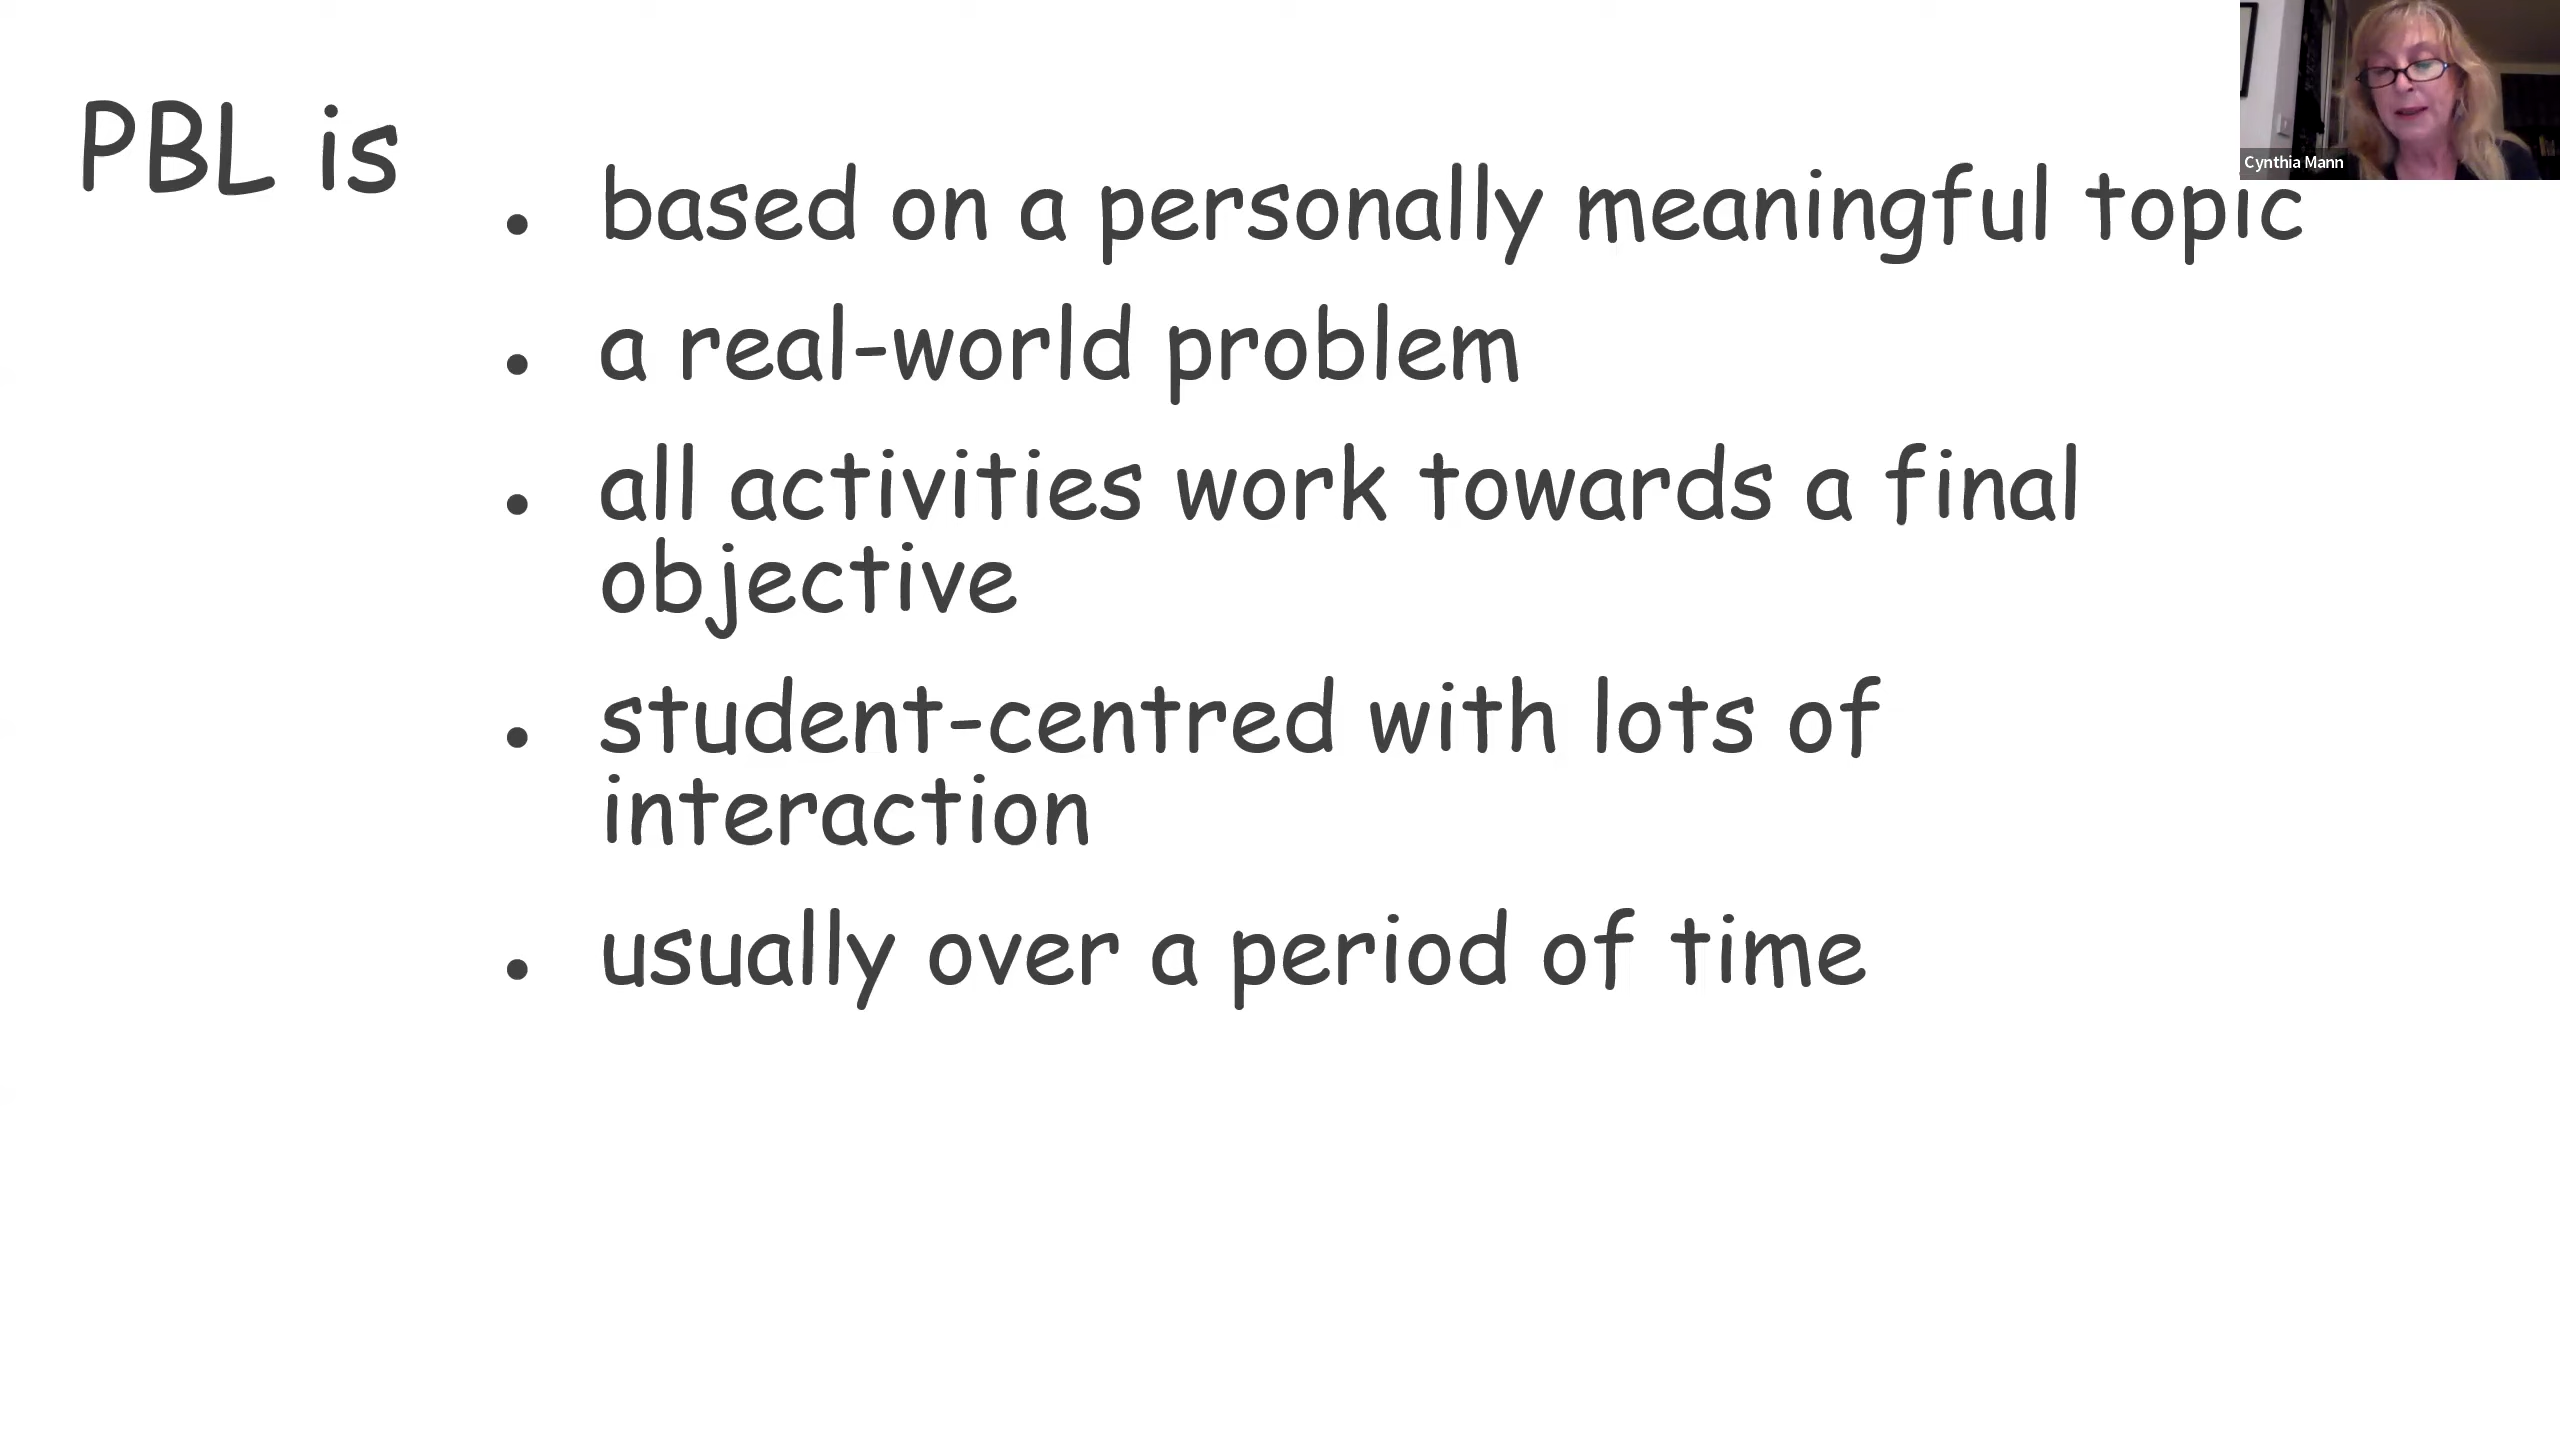 Cynthia Mann
PBL is
• based on a personally meaningful topic
• a real-world problem
• all activities work towards a final
objective
• student-centred with lots of
interaction
• usually over a period of time